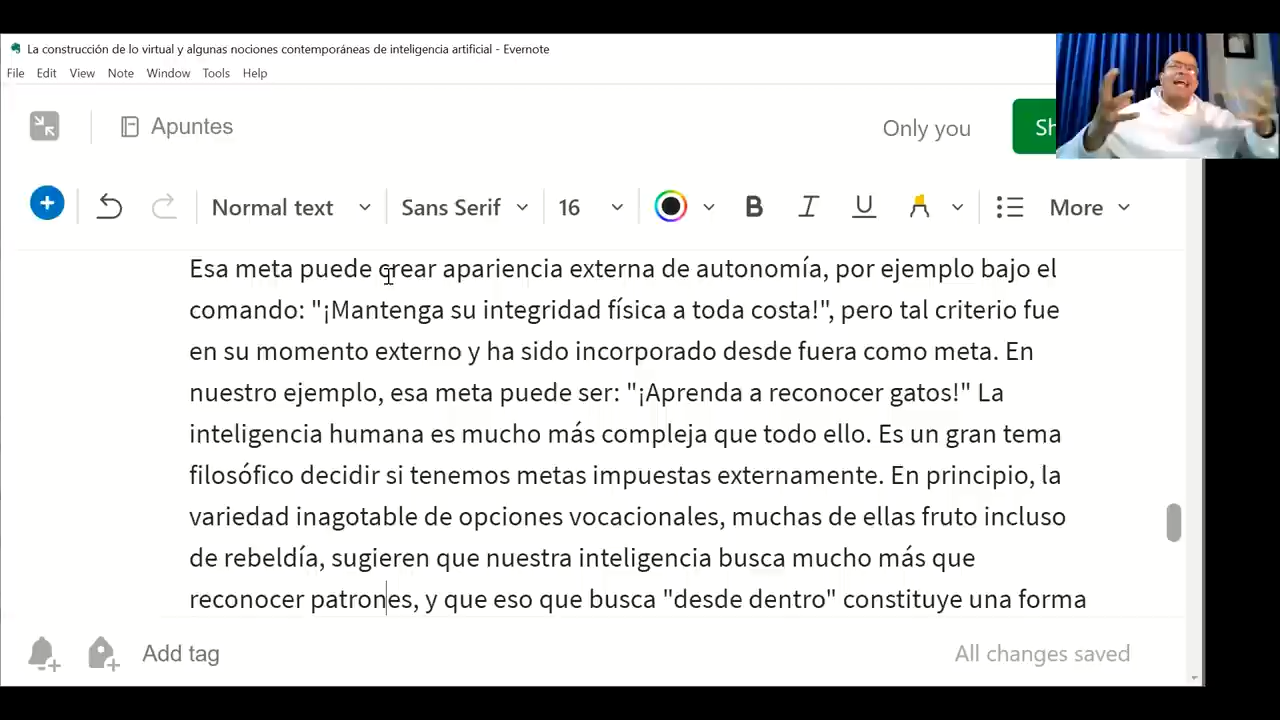 La construcción de lo virtual y algunas nociones contemporáneas de inteligencia artificial - Evernote
File Edit View Note Window Tools Help
Apuntes
Only you
Sh
Normal text
Sans Serif
16
B I U
More
Esa meta puede crear apariencia externa de autonomía, por ejemplo bajo el
comando: "¡Mantenga su integridad física a toda costa!", pero tal criterio fue
en su momento externo y ha sido incorporado desde fuera como meta. En
nuestro ejemplo, esa meta puede ser: "¡Aprenda a reconocer gatos!" La
inteligencia humana es mucho más compleja que todo ello. Es un gran tema
filosófico decidir si tenemos metas impuestas externamente. En principio, la
variedad inagotable de opciones vocacionales, muchas de ellas fruto incluso
de rebeldía, sugieren que nuestra inteligencia busca mucho más que
reconocer patrones, y que eso que busca "desde dentro" constituye una forma
Add tag
All changes saved